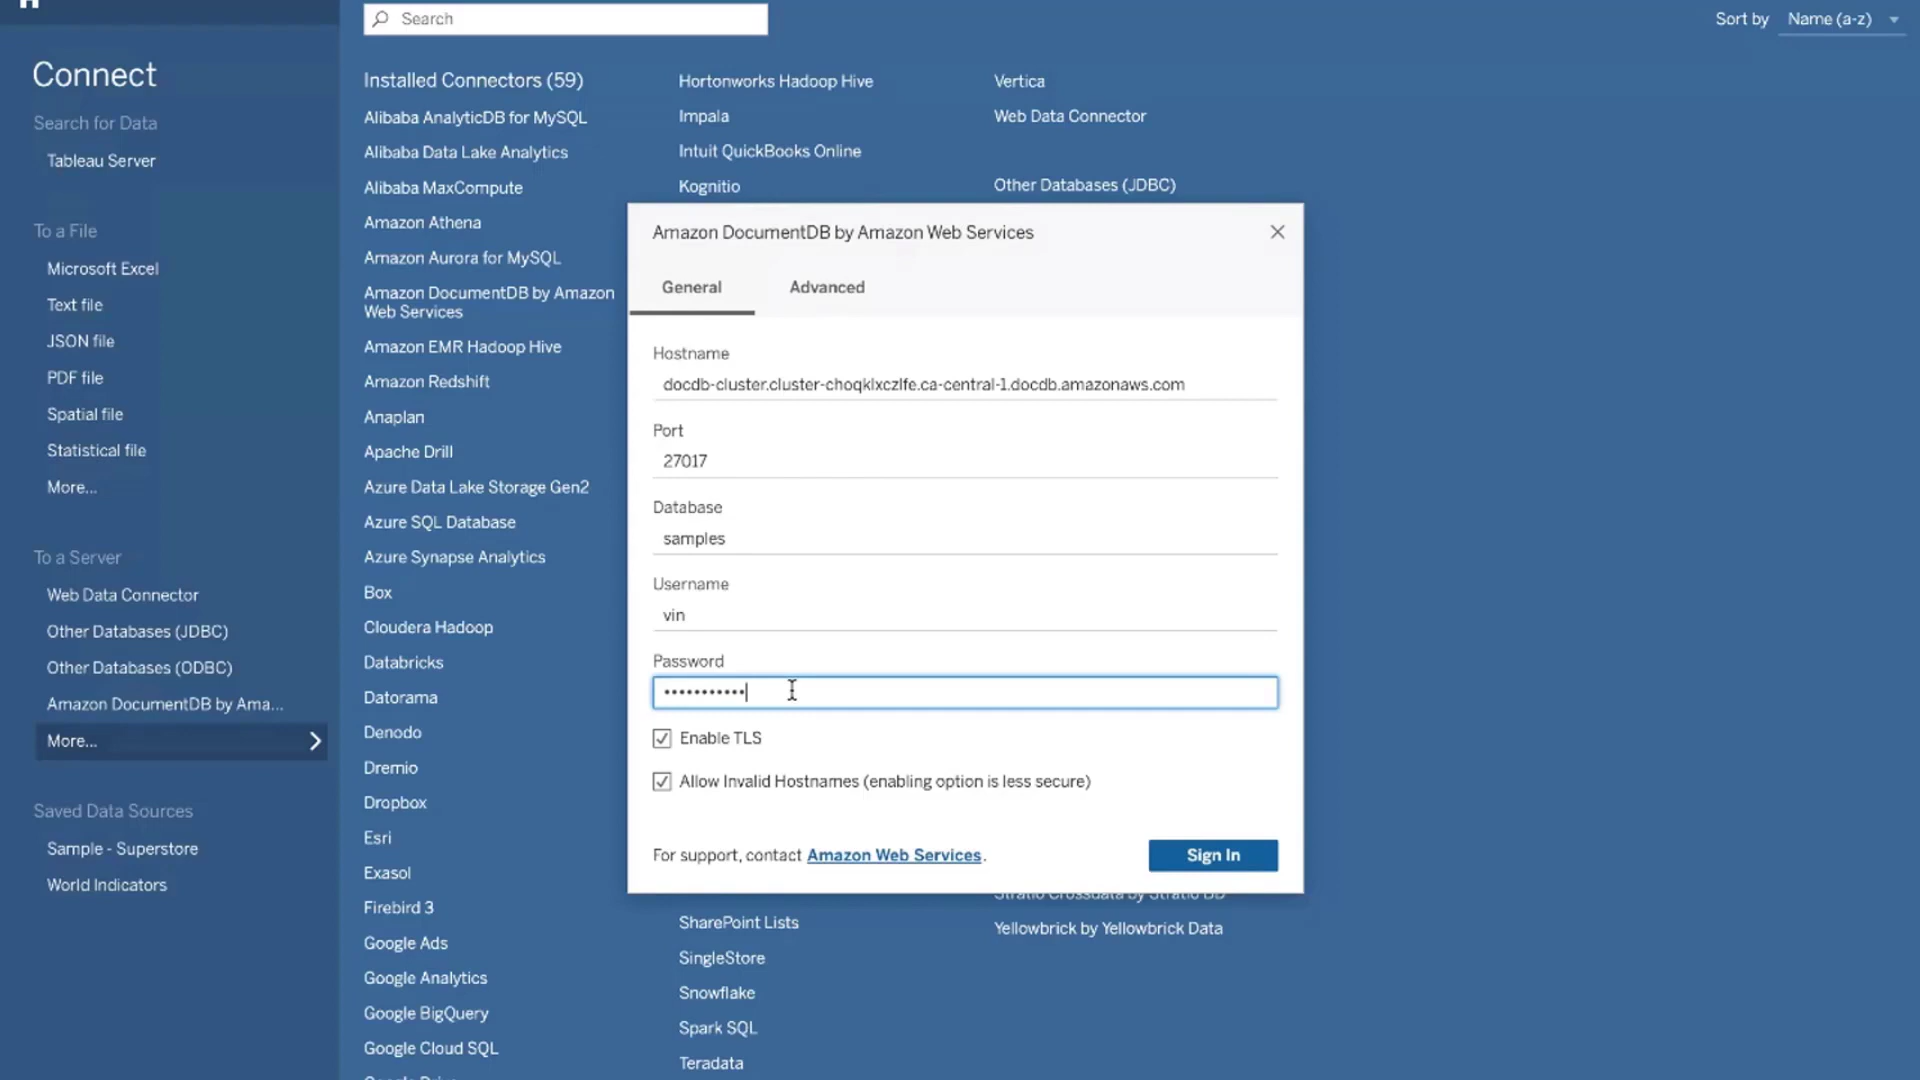 Search
Sort by Name (a-z)
Connect
Search for Data
Tableau Server
To a File
Microsoft Excel
Text file
JSON file
PDF file
Spatial file
Statistical file
More...
To a Server
Web Data Connector
Other Databases (JDBC)
Other Databases (ODBC)
Amazon DocumentDB by Ama...
More...
Saved Data Sources
Sample - Superstore
World Indicators
Installed Connectors (59)
Alibaba AnalyticDB for MySQL
Alibaba Data Lake Analytics
Alibaba MaxCompute
Amazon Athena
Amazon Aurora for MySQL
Amazon DocumentDB by Amazon
Web Services
Amazon EMR Hadoop Hive
Amazon Redshift
Anaplan
Apache Drill
Azure Data Lake Storage Gen2
Azure SQL Database
Azure Synapse Analytics
Box
Cloudera Hadoop
Databricks
Datorama
Denodo
Dremio
Dropbox
Esri
Exasol
Firebird 3
Google Ads
Google Analytics
Google BigQuery
Google Cloud SQL
Hortonworks Hadoop Hive
Impala
Intuit QuickBooks Online
Kognitio
SharePoint Lists
SingleStore
Snowflake
Spark SQL
Teradata
Vertica
Web Data Connector
Other Databases (JDBC)
Yellowbrick by Yellowbrick Data
Amazon DocumentDB by Amazon Web Services
General Advanced
Hostname
docdb-cluster.cluster-choqklxczlfe.ca-central-1.docdb.amazonaws.com
Port
27017
Database
samples
Username
vin
Password
•••••••••••
Enable TLS
Allow Invalid Hostnames (enabling option is less secure)
For support, contact Amazon Web Services.
Sign In